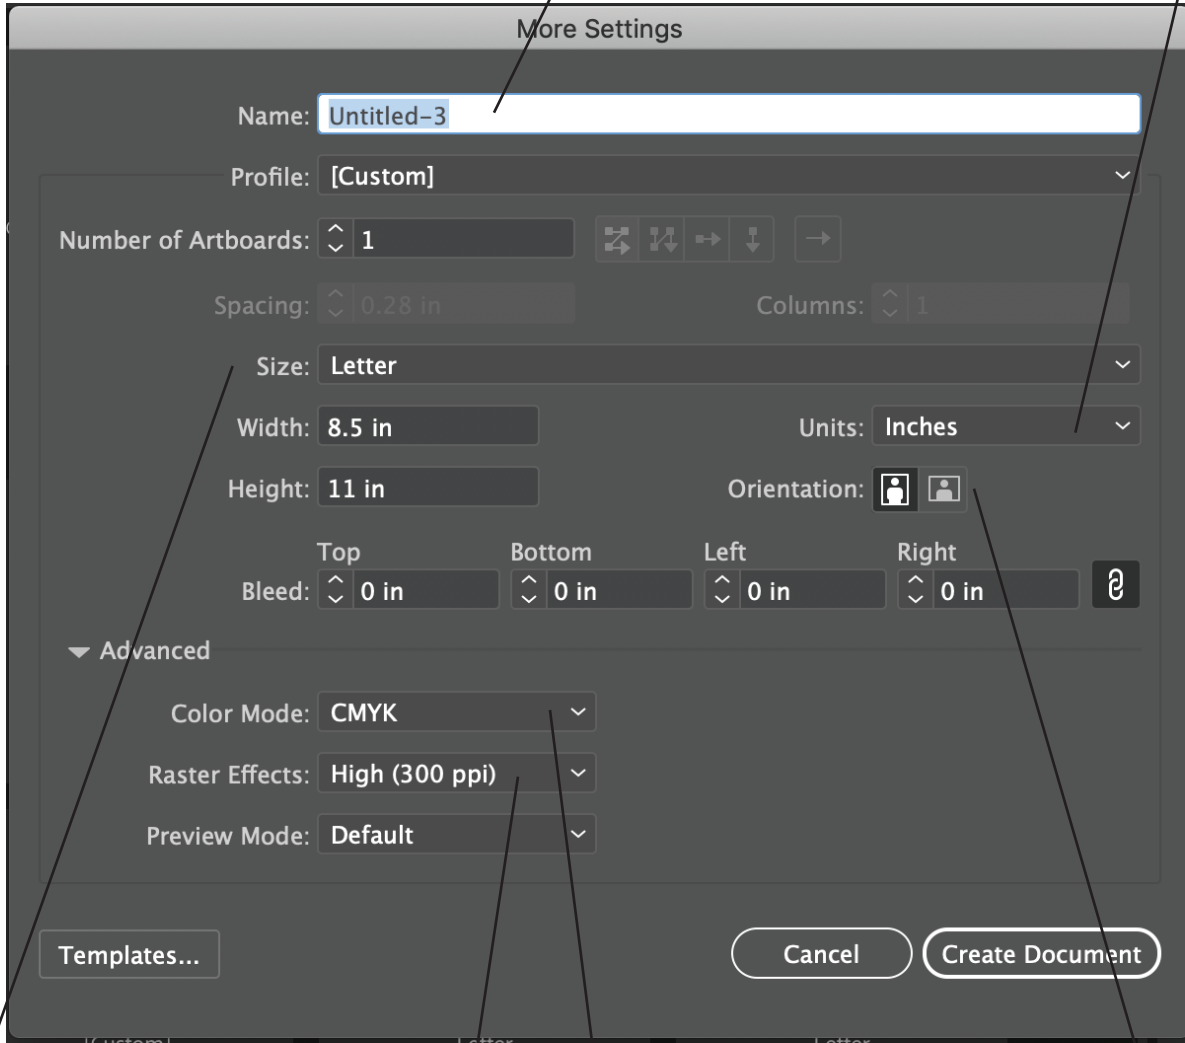 More Settings
Name: Untitled-3
Profile: [Custom]
Number of Artboards: 1
Spacing: 0.28 in Columns: 1
Size: Letter
Width: 8.5 in Units: Inches
Height: 11 in Orientation:
Top Bottom Left Right
Bleed: 0 in 0 in 0 in 0 in
Advanced
Color Mode: CMYK
Raster Effects: High (300 ppi)
Preview Mode: Default
Templates... Cancel Create Document
[Custom] Letter Letter